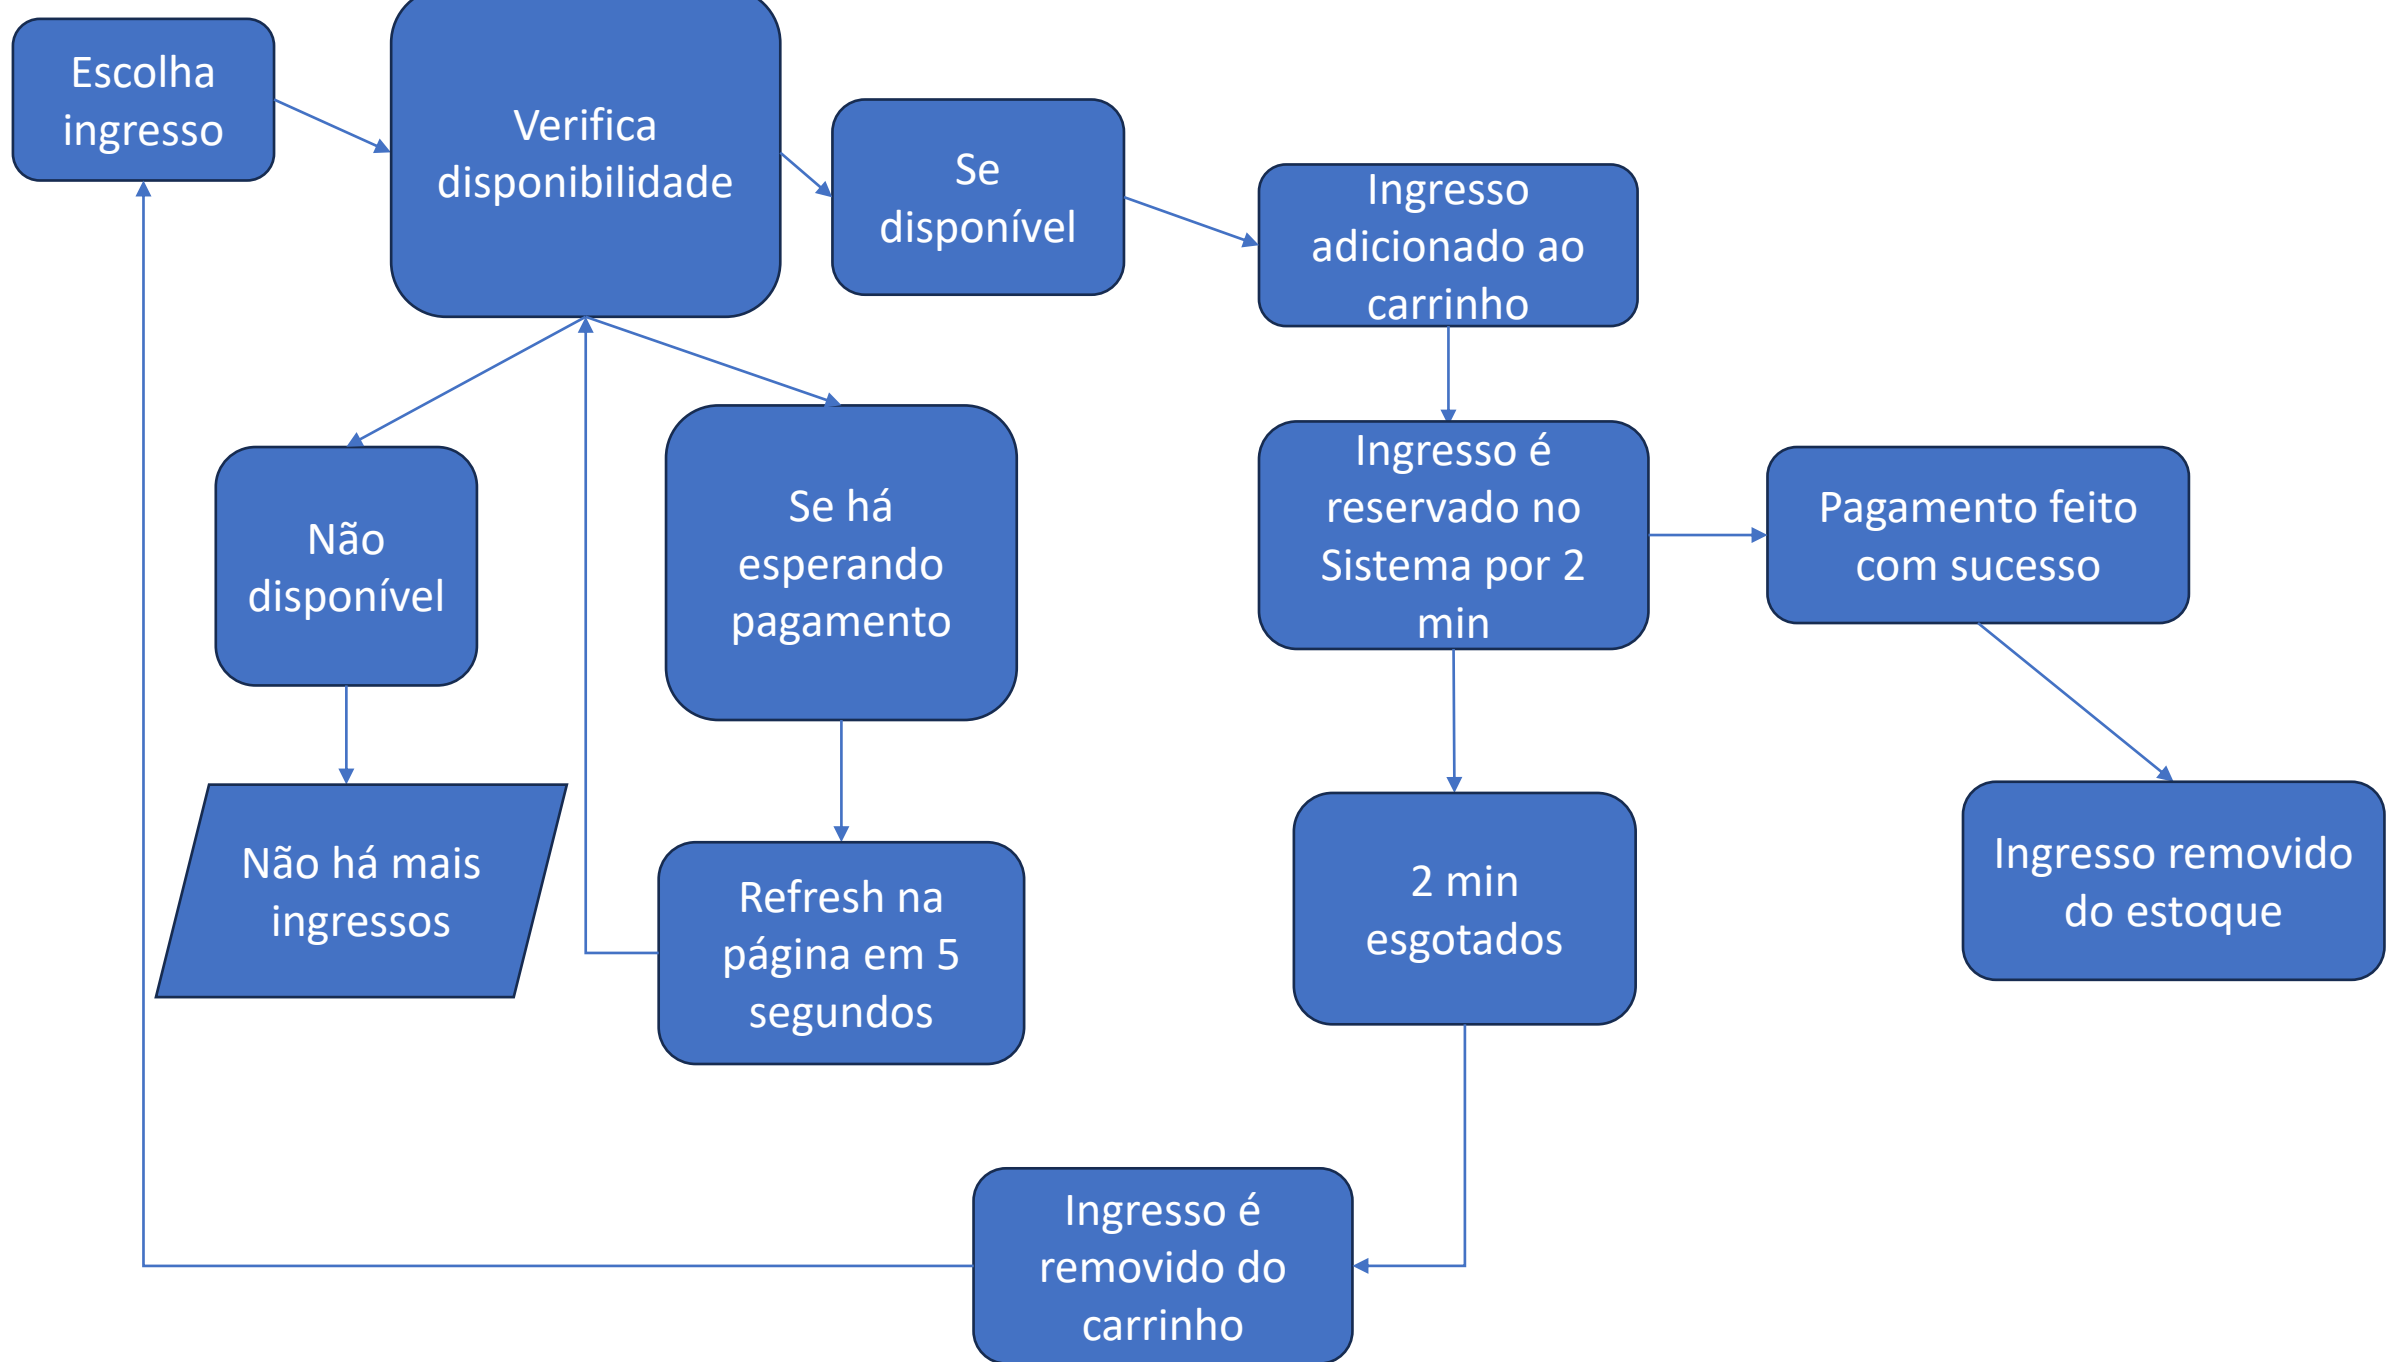 Escolha
ingresso
Verifica
disponibilidade
Se
disponível
Ingresso
adicionado ao
carrinho
Não
disponível
Se há
esperando
pagamento
Ingresso é
reservado no
Sistema por 2
min
Pagamento feito
com sucesso
Não há mais
ingressos
Refresh na
página em 5
segundos
2 min
esgotados
Ingresso removido
do estoque
Ingresso é
removido do
carrinho